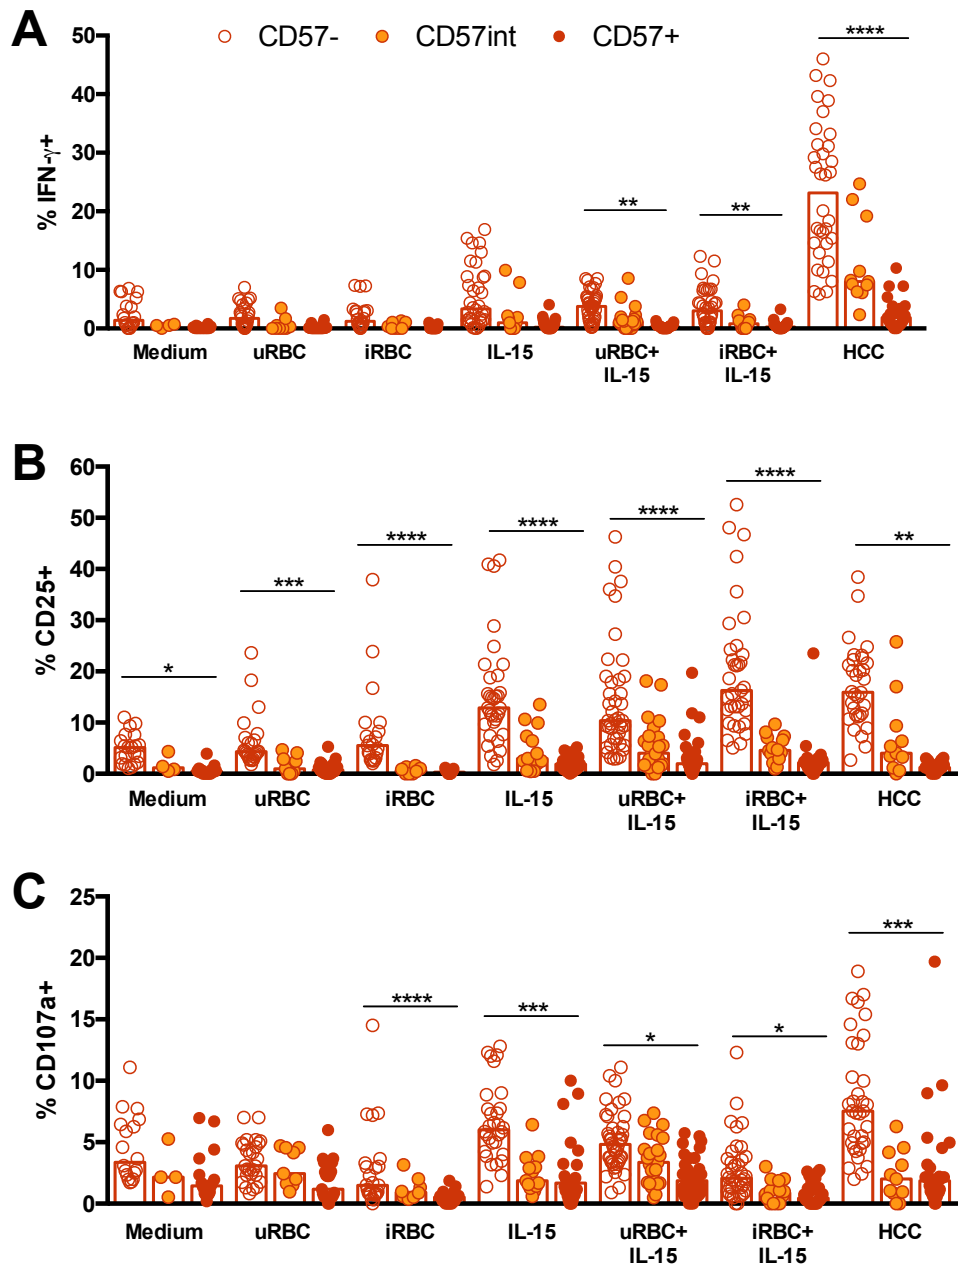 A
CD57- CD57int CD57+
% IFN-γ+
50
40
30
20
10
0
**** 
** **
Medium uRBC iRBC IL-15 uRBC+ iRBC+ HCC
IL-15 IL-15
B
% CD25+
60
50
40
30
20
10
0
* *** **** **** **** **** **
Medium uRBC iRBC IL-15 uRBC+ iRBC+ HCC
IL-15 IL-15
C
% CD107a+
25
20
15
10
5
0
**** *** * * ***
Medium uRBC iRBC IL-15 uRBC+ iRBC+ HCC
IL-15 IL-15